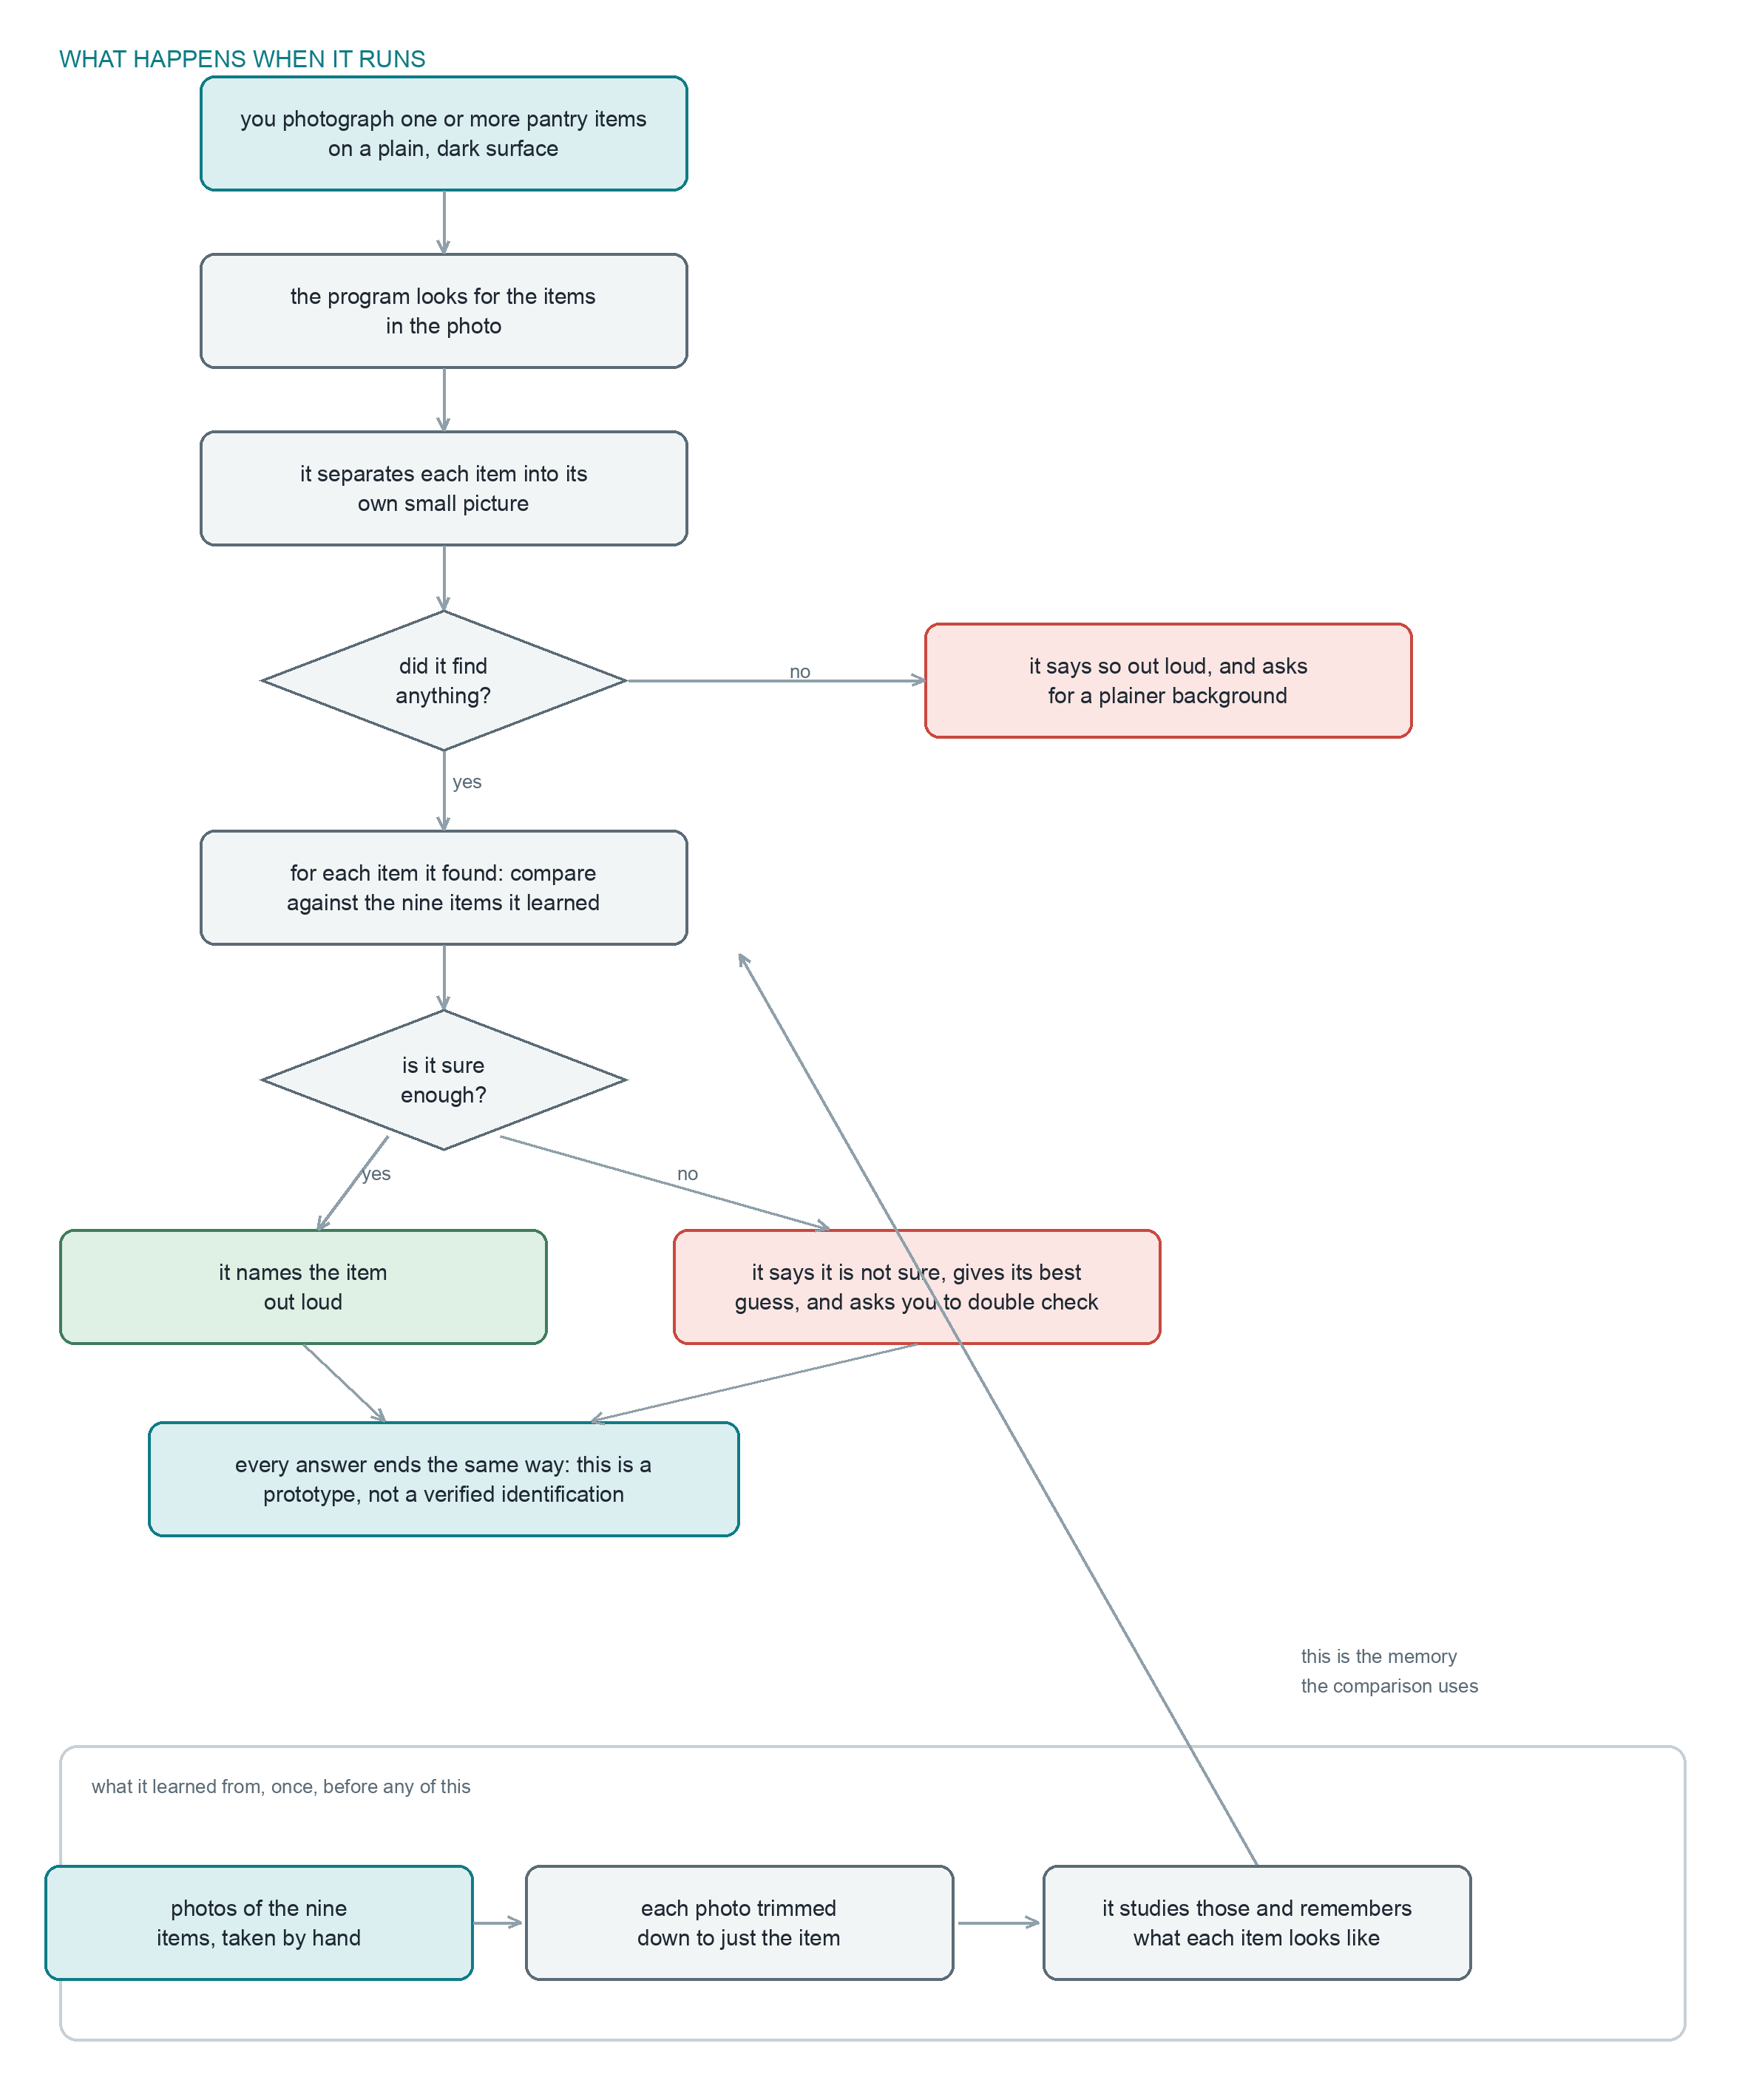 WHAT HAPPENS WHEN IT RUNS
you photograph one or more pantry items
on a plain, dark surface
the program looks for the items
in the photo
it separates each item into its
own small picture
did it find
anything?
no
it says so out loud, and asks
for a plainer background
yes
for each item it found: compare
against the nine items it learned
is it sure
enough?
yes
no
it names the item
out loud
it says it is not sure, gives its best
guess, and asks you to double check
every answer ends the same way: this is a
prototype, not a verified identification
this is the memory
the comparison uses
what it learned from, once, before any of this
photos of the nine
items, taken by hand
each photo trimmed
down to just the item
it studies those and remembers
what each item looks like